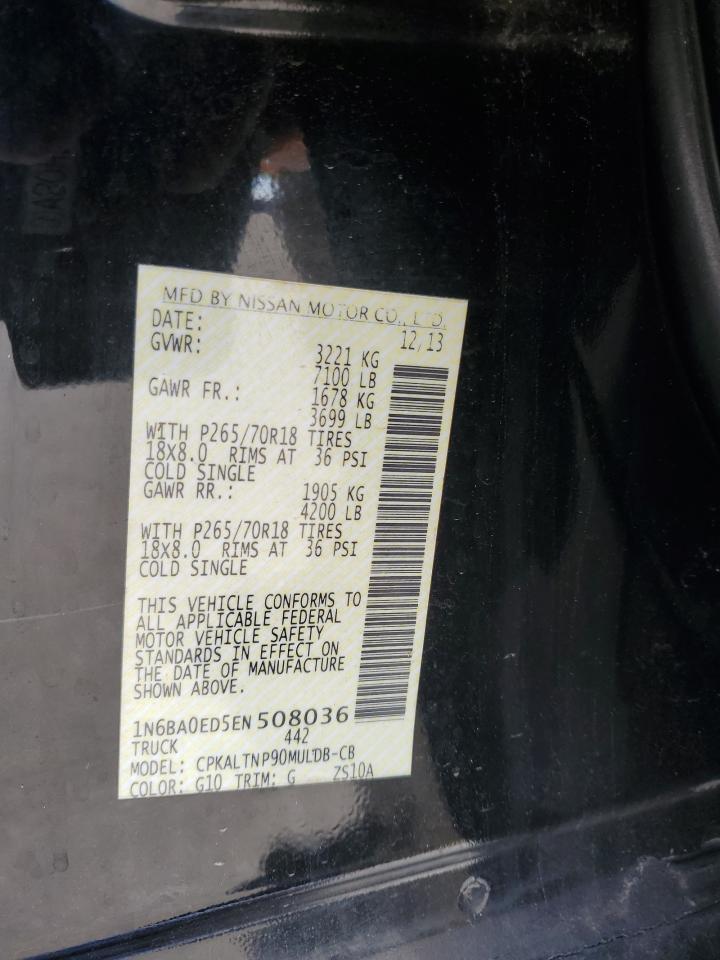 MFD BY NISSAN MOTOR CO., LTD.
DATE: 12/13
GVWR: 3221 KG
7100 LB
GAWR FR.: 1678 KG
3699 LB
WITH P265/70R18 TIRES
18X8.0 RIMS AT 36 PSI
COLD SINGLE
GAWR RR.: 1905 KG
4200 LB
WITH P265/70R18 TIRES
18X8.0 RIMS AT 36 PSI
COLD SINGLE
THIS VEHICLE CONFORMS TO
ALL APPLICABLE FEDERAL
MOTOR VEHICLE SAFETY
STANDARDS IN EFFECT ON
THE DATE OF MANUFACTURE
SHOWN ABOVE.
1N6BA0ED5EN508036
TRUCK 442
MODEL: CPKALTNP90MULDB-CB
COLOR: G10 TRIM: G ZS10A